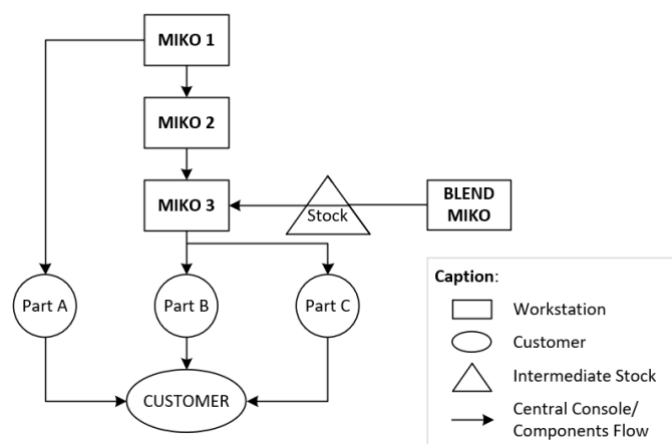 MIKO 1
MIKO 2
MIKO 3
Stock
BLEND
MIKO
Part A
Part B
Part C
CUSTOMER
Caption:
Workstation
Customer
Intermediate Stock
Central Console/
Components Flow